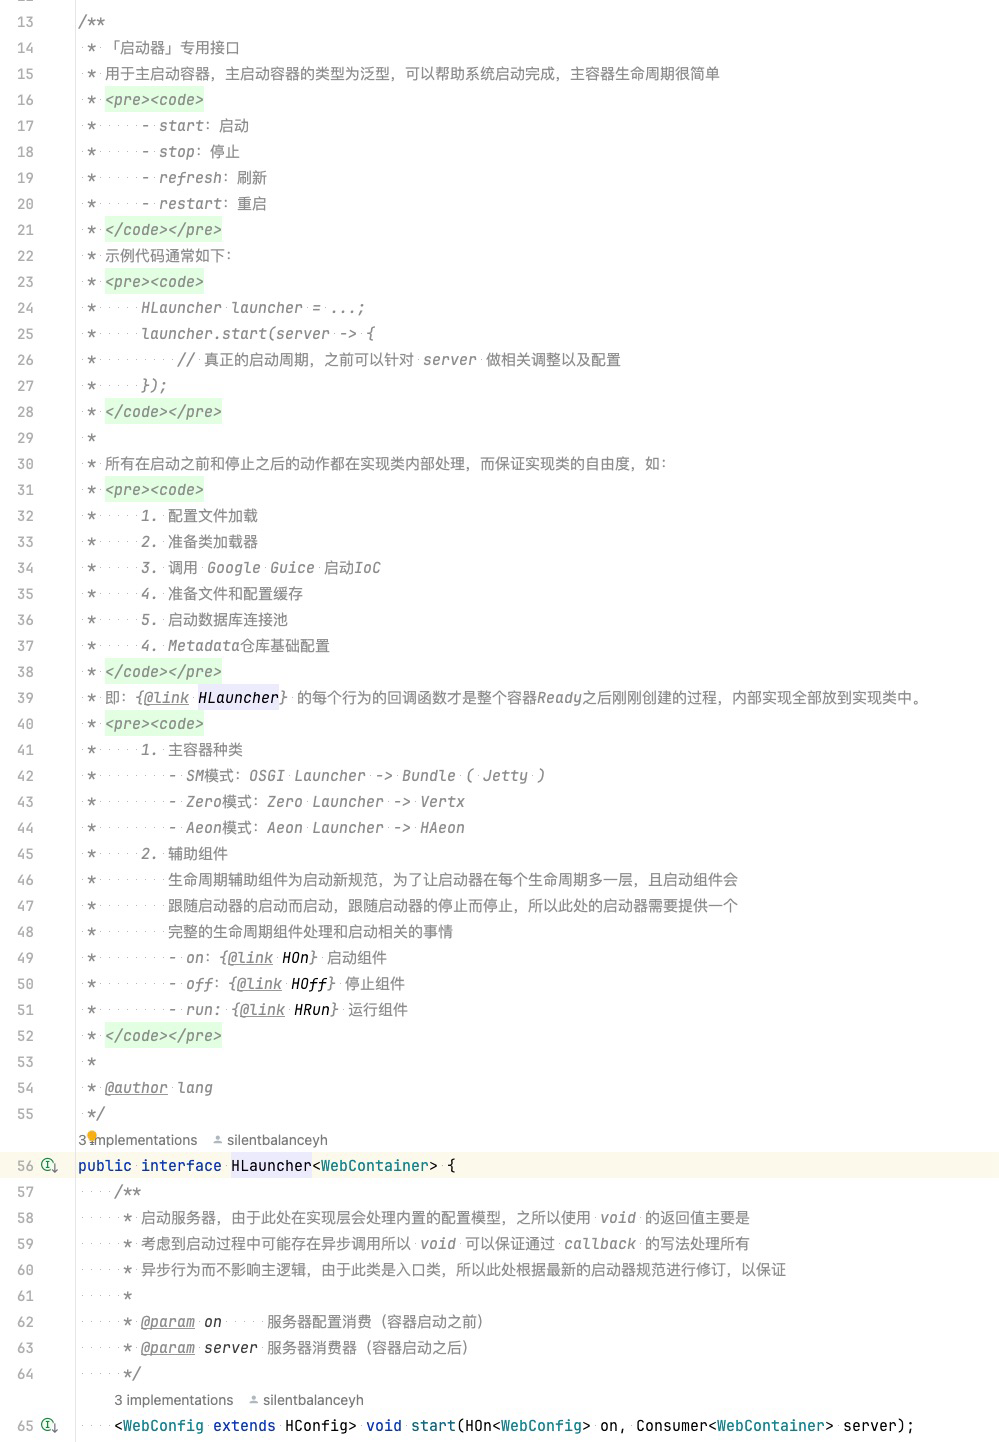 13 /**
14  * 「启动器」专用接口
15  * 用于主启动容器，主启动容器的类型为泛型，可以帮助系统启动完成，主容器生命周期很简单
16  * <pre><code>
17  *     - start: 启动
18  *     - stop: 停止
19  *     - refresh: 刷新
20  *     - restart: 重启
21  * </code></pre>
22  * 示例代码通常如下：
23  * <pre><code>
24  *     HLauncher launcher = ...;
25  *     launcher.start(server -> {
26  *         // 真正的启动周期，之前可以针对 server 做相关调整以及配置
27  *     });
28  * </code></pre>
29  *
30  * 所有在启动之前和停止之后的动作都在实现类内部处理，而保证实现类的自由度，如：
31  * <pre><code>
32  *     1. 配置文件加载
33  *     2. 准备类加载器
34  *     3. 调用 Google Guice 启动IoC
35  *     4. 准备文件和配置缓存
36  *     5. 启动数据库连接池
37  *     4. Metadata仓库基础配置
38  * </code></pre>
39  * 即：{@link HLauncher} 的每个行为的回调函数才是整个容器Ready之后刚刚创建的过程，内部实现全部放到实现类中。
40  * <pre><code>
41  *     1. 主容器种类
42  *        - SM模式：OSGI Launcher -> Bundle ( Jetty )
43  *        - Zero模式：Zero Launcher -> Vertx
44  *        - Aeon模式：Aeon Launcher -> HAeon
45  *     2. 辅助组件
46  *        生命周期辅助组件为启动新规范，为了让启动器在每个生命周期多一层，且启动组件会
47  *        跟随启动器的启动而启动，跟随启动器的停止而停止，所以此处的启动器需要提供一个
48  *        完整的生命周期组件处理和启动相关的事情
49  *        - on: {@link HOn} 启动组件
50  *        - off: {@link HOff} 停止组件
51  *        - run: {@link HRun} 运行组件
52  * </code></pre>
53  *
54  * @author lang
55  */
3 implementations silentbalanceyh
56 public interface HLauncher<WebContainer> {
57     /**
58      * 启动服务器，由于此处在实现层会处理内置的配置模型，之所以使用 void 的返回值主要是
59      * 考虑到启动过程中可能存在异步调用所以 void 可以保证通过 callback 的写法处理所有
60      * 异步行为而不影响主逻辑，由于此类是入口类，所以此处根据最新的启动器规范进行修订，以保证
61      *
62      * @param on     服务器配置消费（容器启动之前）
63      * @param server 服务器消费器（容器启动之后）
64      */
3 implementations silentbalanceyh
65     <WebConfig extends HConfig> void start(HOn<WebConfig> on, Consumer<WebContainer> server);